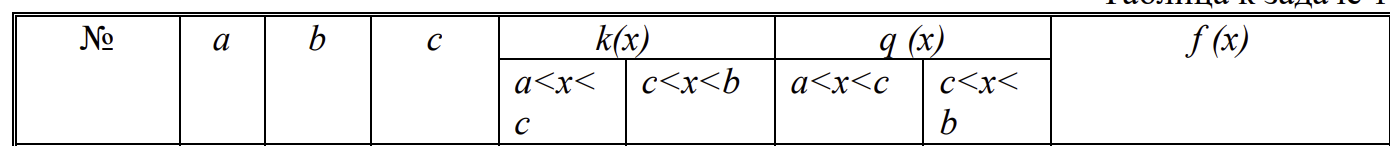 Таблица к задаче 1
№ a b c k(x) q (x) f (x)
a<x< c<x<b a<x<c c<x<
c b